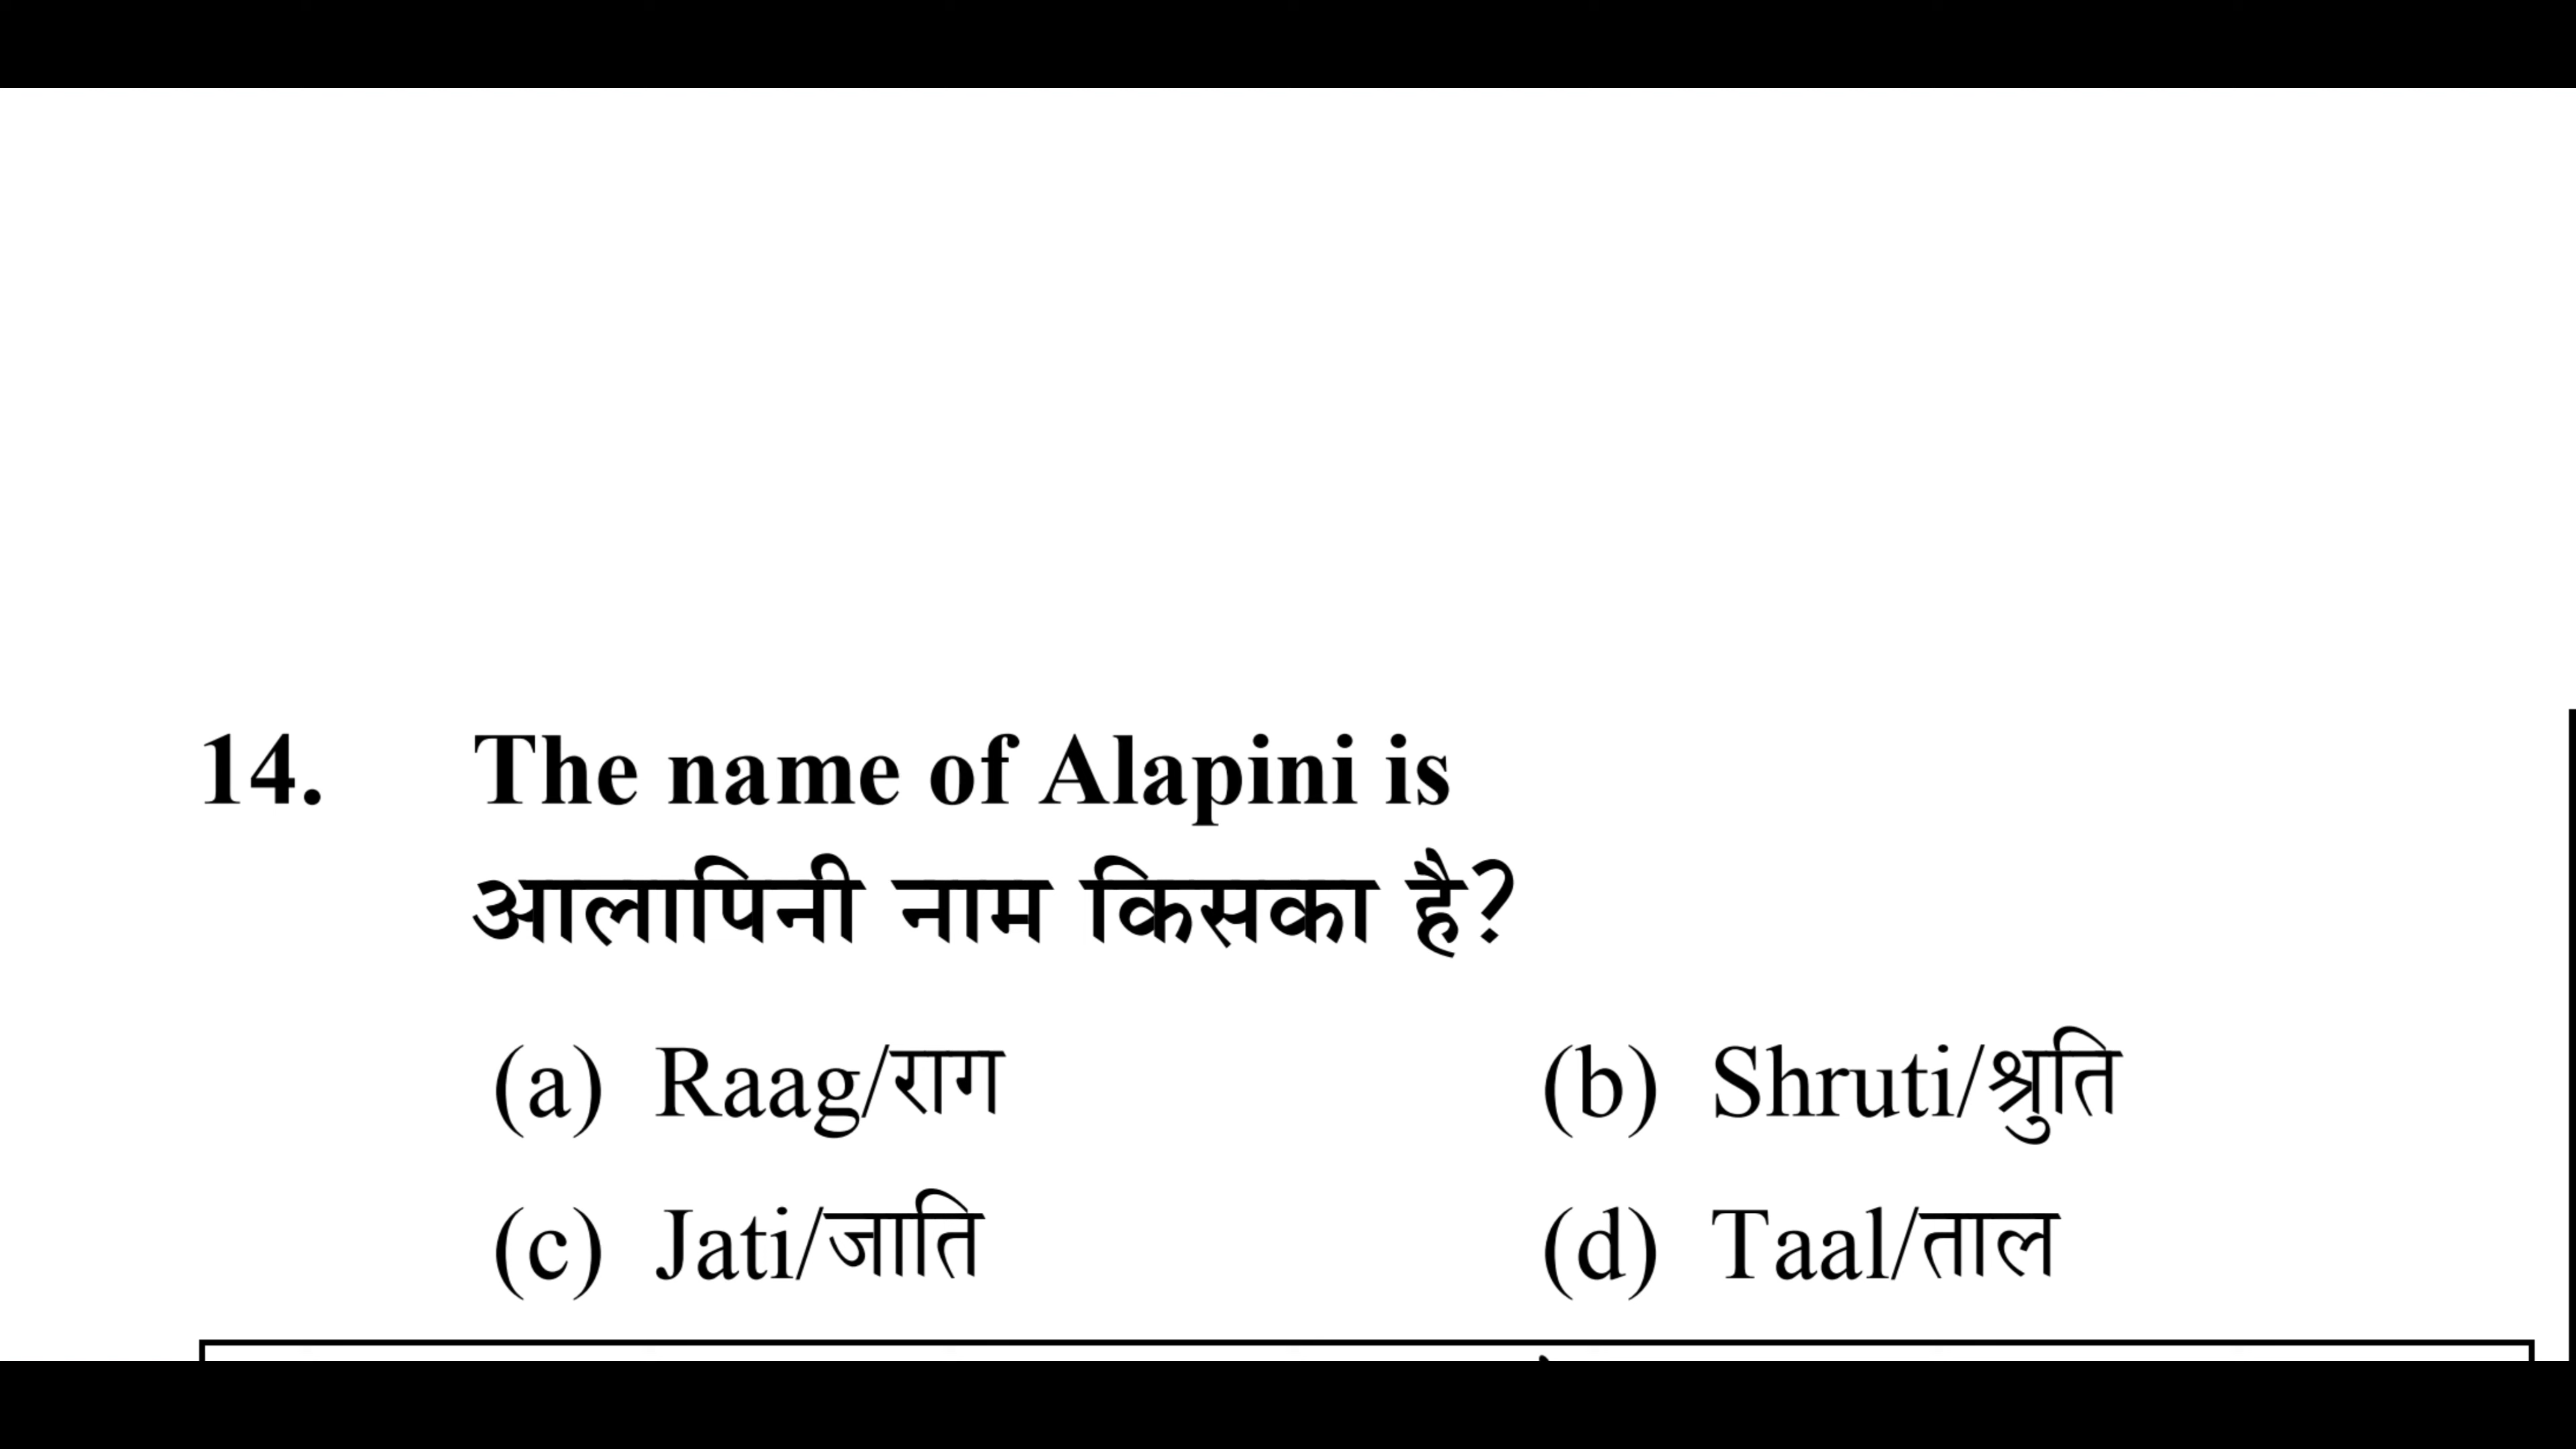 14. The name of Alapini is
आलापिनी नाम किसका है?
(a) Raag/राग (b) Shruti/श्रुति
(c) Jati/जाति (d) Taal/ताल